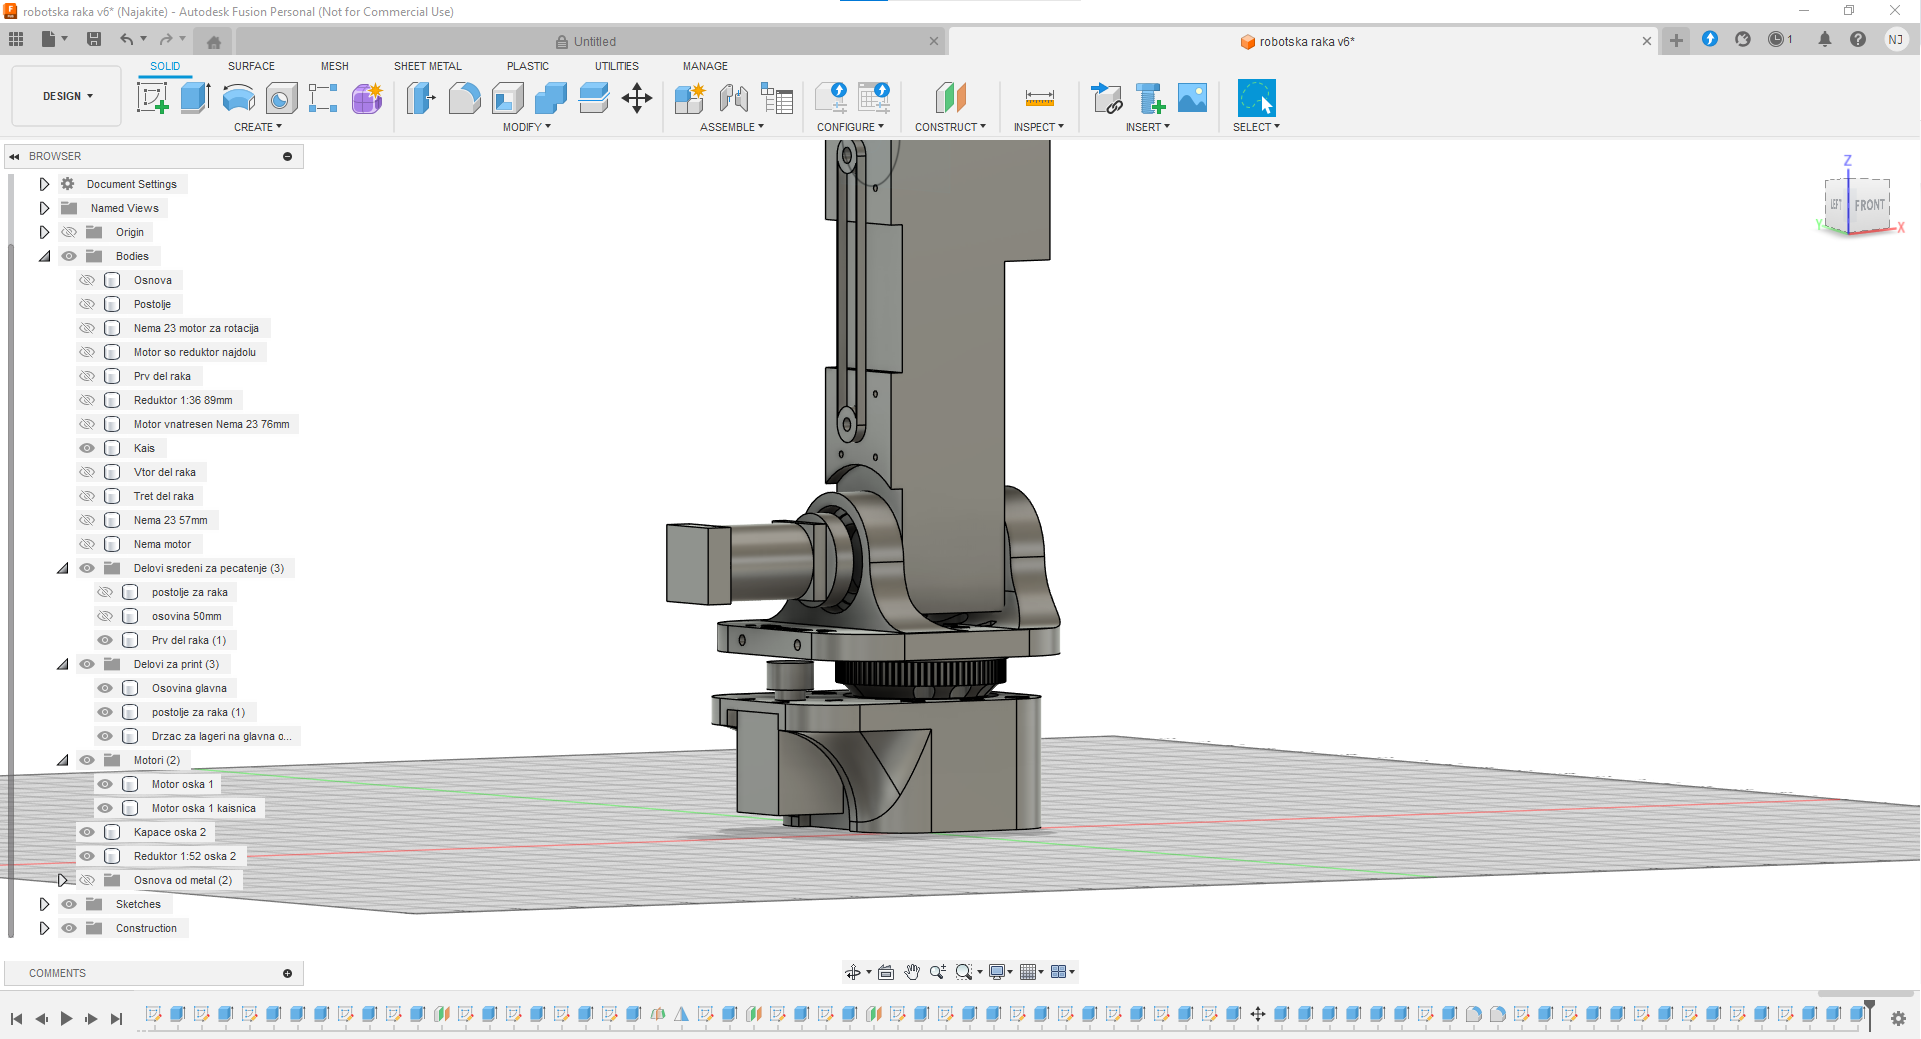 robotska raka v6* (Najakite) - Autodesk Fusion Personal (Not for Commercial Use)
Untitled
robotska raka v6*
1
NJ
SOLID SURFACE MESH SHEET METAL PLASTIC UTILITIES MANAGE
DESIGN
CREATE MODIFY ASSEMBLE CONFIGURE CONSTRUCT INSPECT INSERT SELECT
BROWSER
Document Settings
Named Views
Origin
Bodies
Osnova
Postolje
Nema 23 motor za rotacija
Motor so reduktor najdolu
Prv del raka
Reduktor 1:36 89mm
Motor vnatresen Nema 23 76mm
Kais
Vtor del raka
Tret del raka
Nema 23 57mm
Nema motor
Delovi sredeni za pecatenje (3)
postolje za raka
osovina 50mm
Prv del raka (1)
Delovi za print (3)
Osovina glavna
postolje za raka (1)
Drzac za lageri na glavna o...
Motori (2)
Motor oska 1
Motor oska 1 kaisnica
Kapace oska 2
Reduktor 1:52 oska 2
Osnova od metal (2)
Sketches
Construction
COMMENTS
Z
LEFT FRONT
Y X